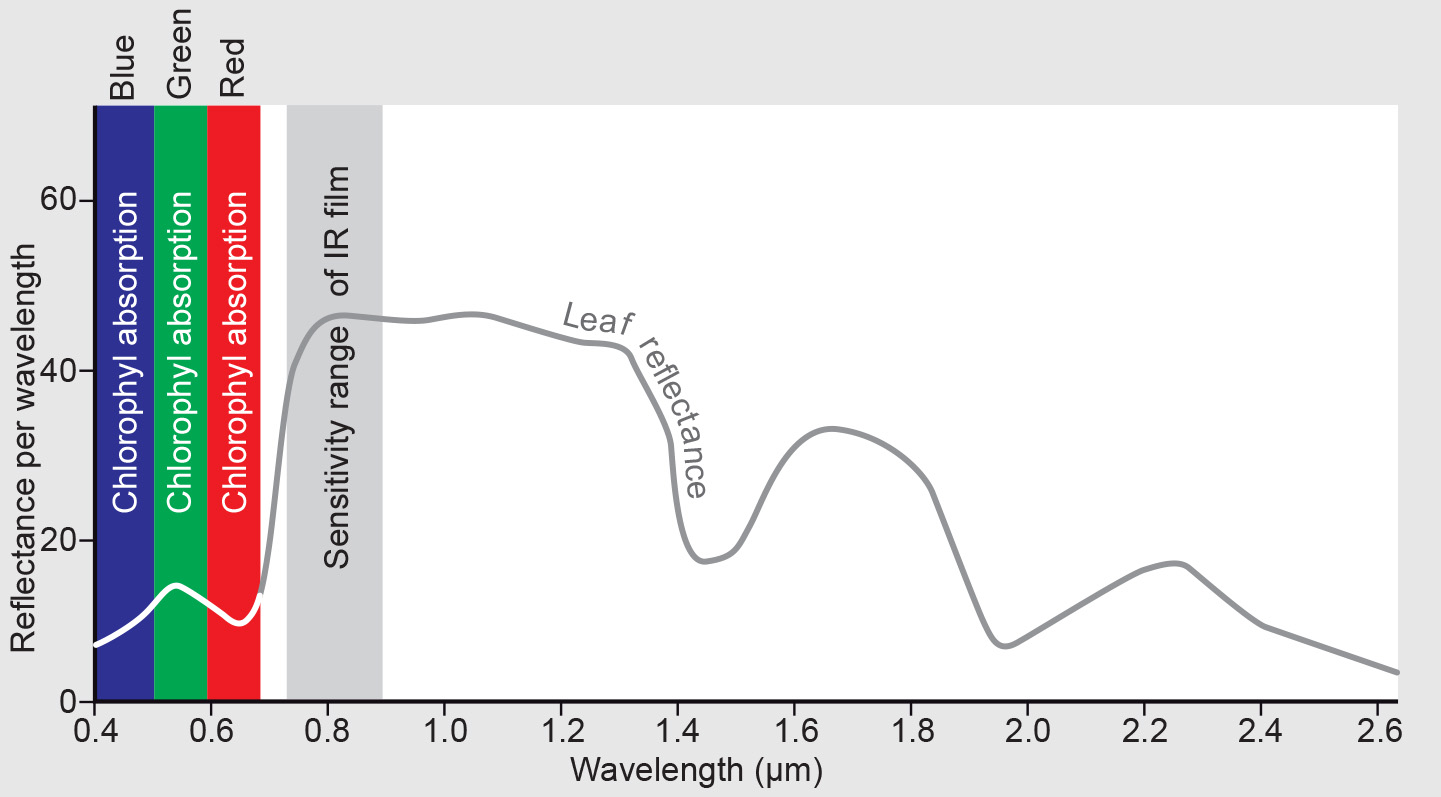 Blue
Green
Red
Chlorophyl absorption
Chlorophyl absorption
Chlorophyl absorption
Sensitivity range of IR film
Leaf reflectance
Reflectance per wavelength
60
40
20
0
0.4
0.6
0.8
1.0
1.2
1.4
1.6
1.8
2.0
2.2
2.4
2.6
Wavelength (µm)